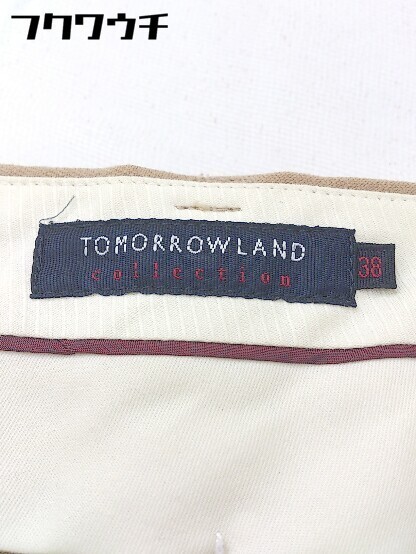 フクワウチ
TOMORROWLAND
collection
38